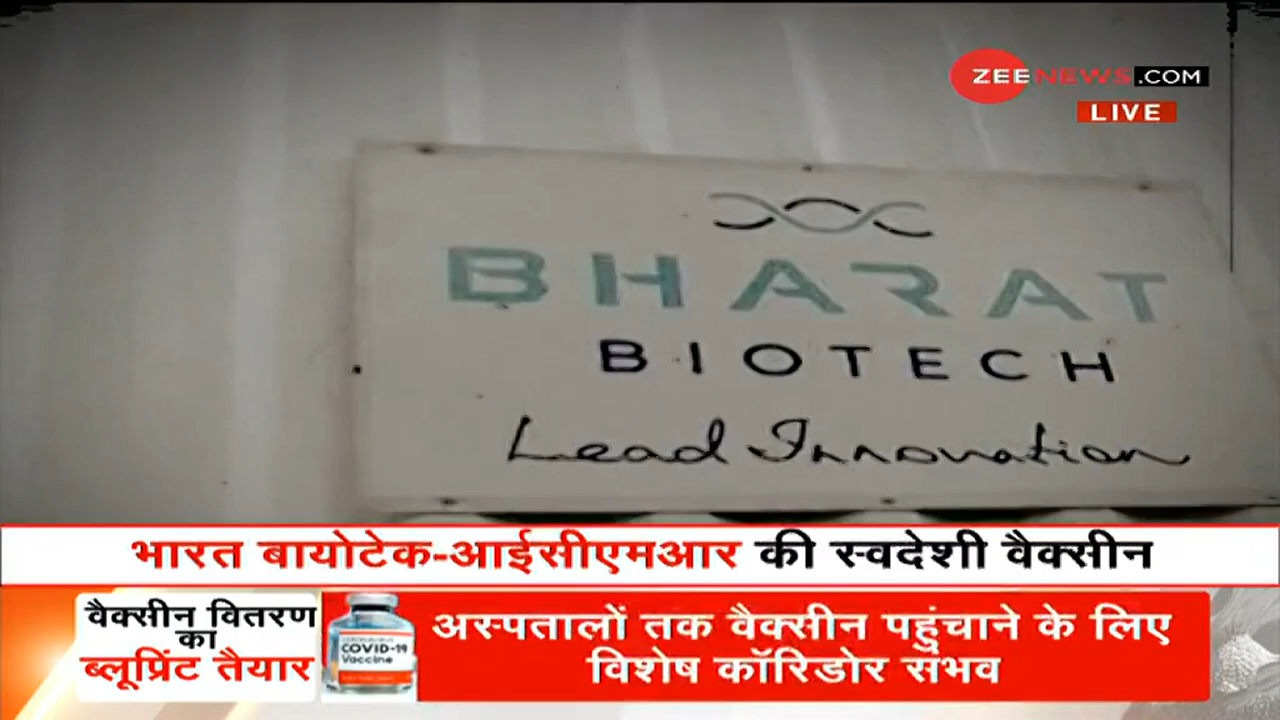 ZEENEWS.COM
LIVE
BHARAT
BIOTECH
Lead Innovation
भारत बायोटेक-आईसीएमआर की स्वदेशी वैक्सीन
वैक्सीन वितरण
का
ब्लूप्रिंट तैयार
CORONAVIRUS
COVID-19
Vaccine
अस्पतालों तक वैक्सीन पहुंचाने के लिए
विशेष कॉरिडोर संभव